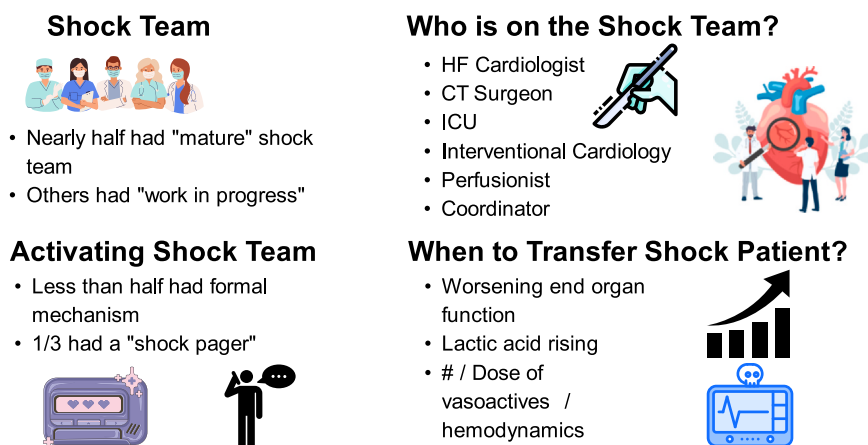 Shock Team
• Nearly half had "mature" shock
team
• Others had "work in progress"
Who is on the Shock Team?
• HF Cardiologist
• CT Surgeon
• ICU
• Interventional Cardiology
• Perfusionist
• Coordinator
Activating Shock Team
• Less than half had formal
mechanism
• 1/3 had a "shock pager"
When to Transfer Shock Patient?
• Worsening end organ
function
• Lactic acid rising
• # / Dose of
vasoactives /
hemodynamics